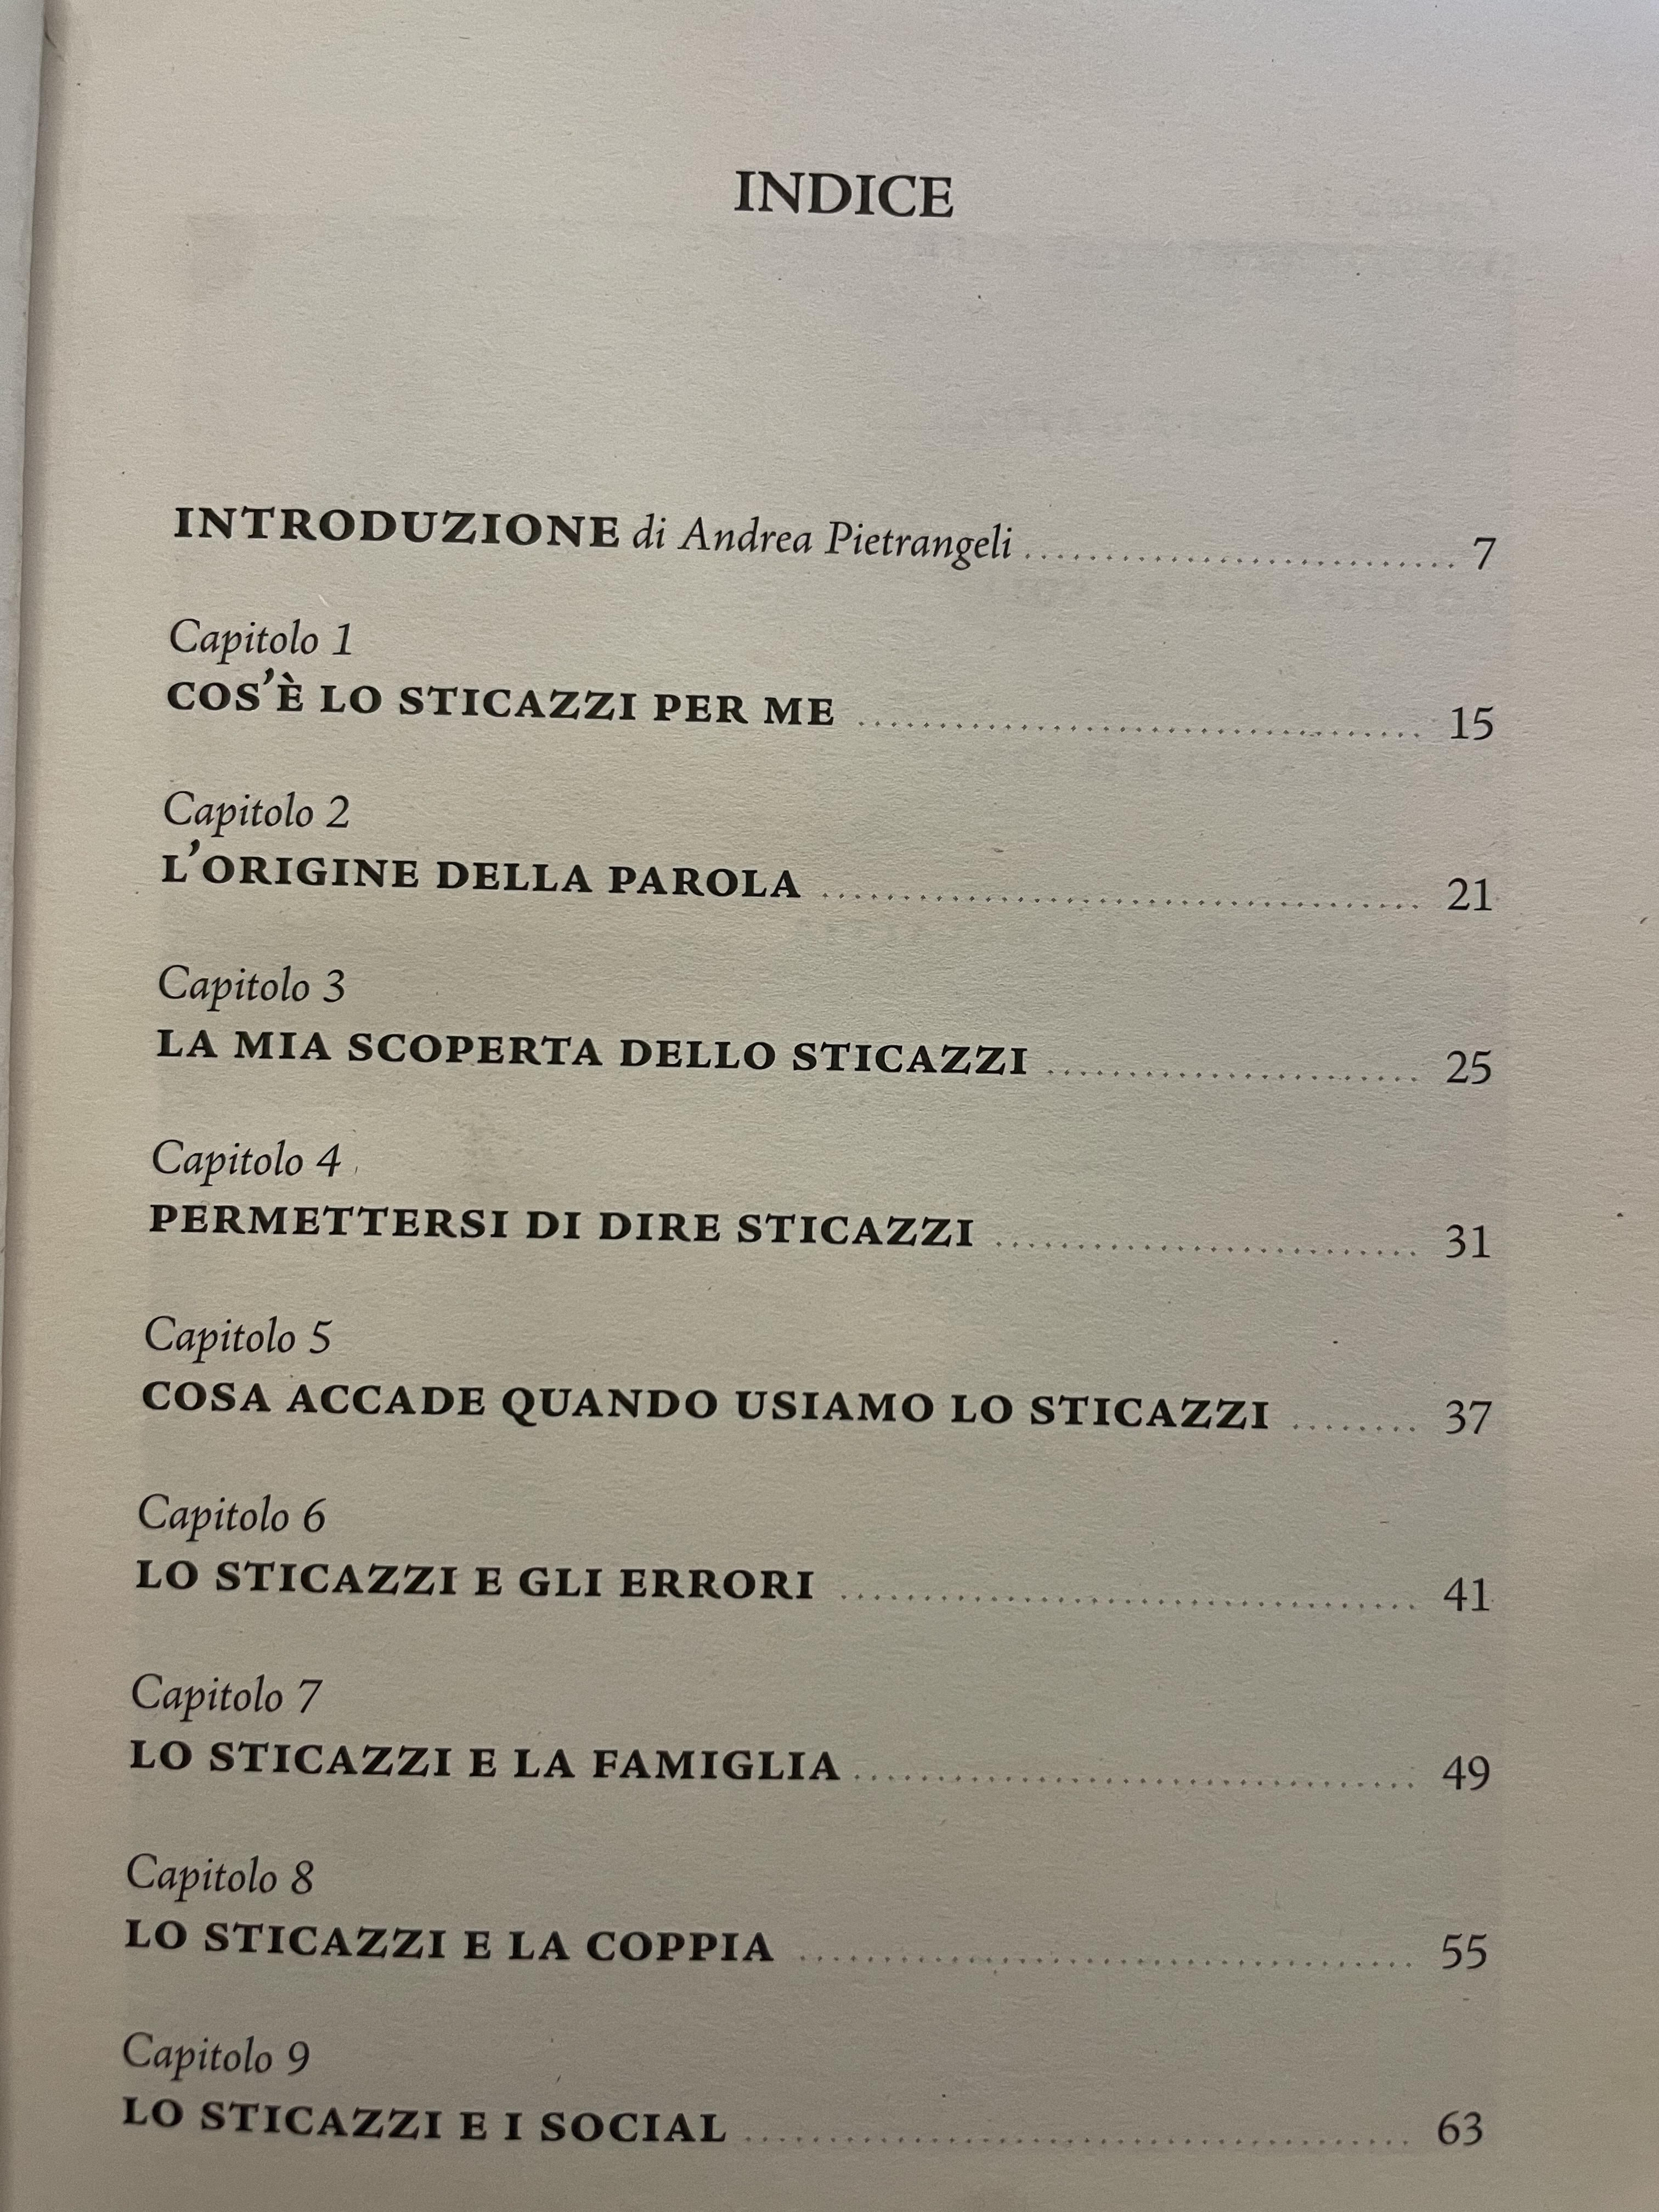 INDICE
INTRODUZIONE di Andrea Pietrangeli ........................... 7
Capitolo 1
COS'È LO STICAZZI PER ME ................................... 15
Capitolo 2
L'ORIGINE DELLA PAROLA ..................................... 21
Capitolo 3
LA MIA SCOPERTA DELLO STICAZZI ....................... 25
Capitolo 4
PERMETTERSI DI DIRE STICAZZI .......................... 31
Capitolo 5
COSA ACCADE QUANDO USIAMO LO STICAZZI ........ 37
Capitolo 6
LO STICAZZI E GLI ERRORI ................................... 41
Capitolo 7
LO STICAZZI E LA FAMIGLIA .................................. 49
Capitolo 8
LO STICAZZI E LA COPPIA ..................................... 55
Capitolo 9
LO STICAZZI E I SOCIAL ........................................ 63